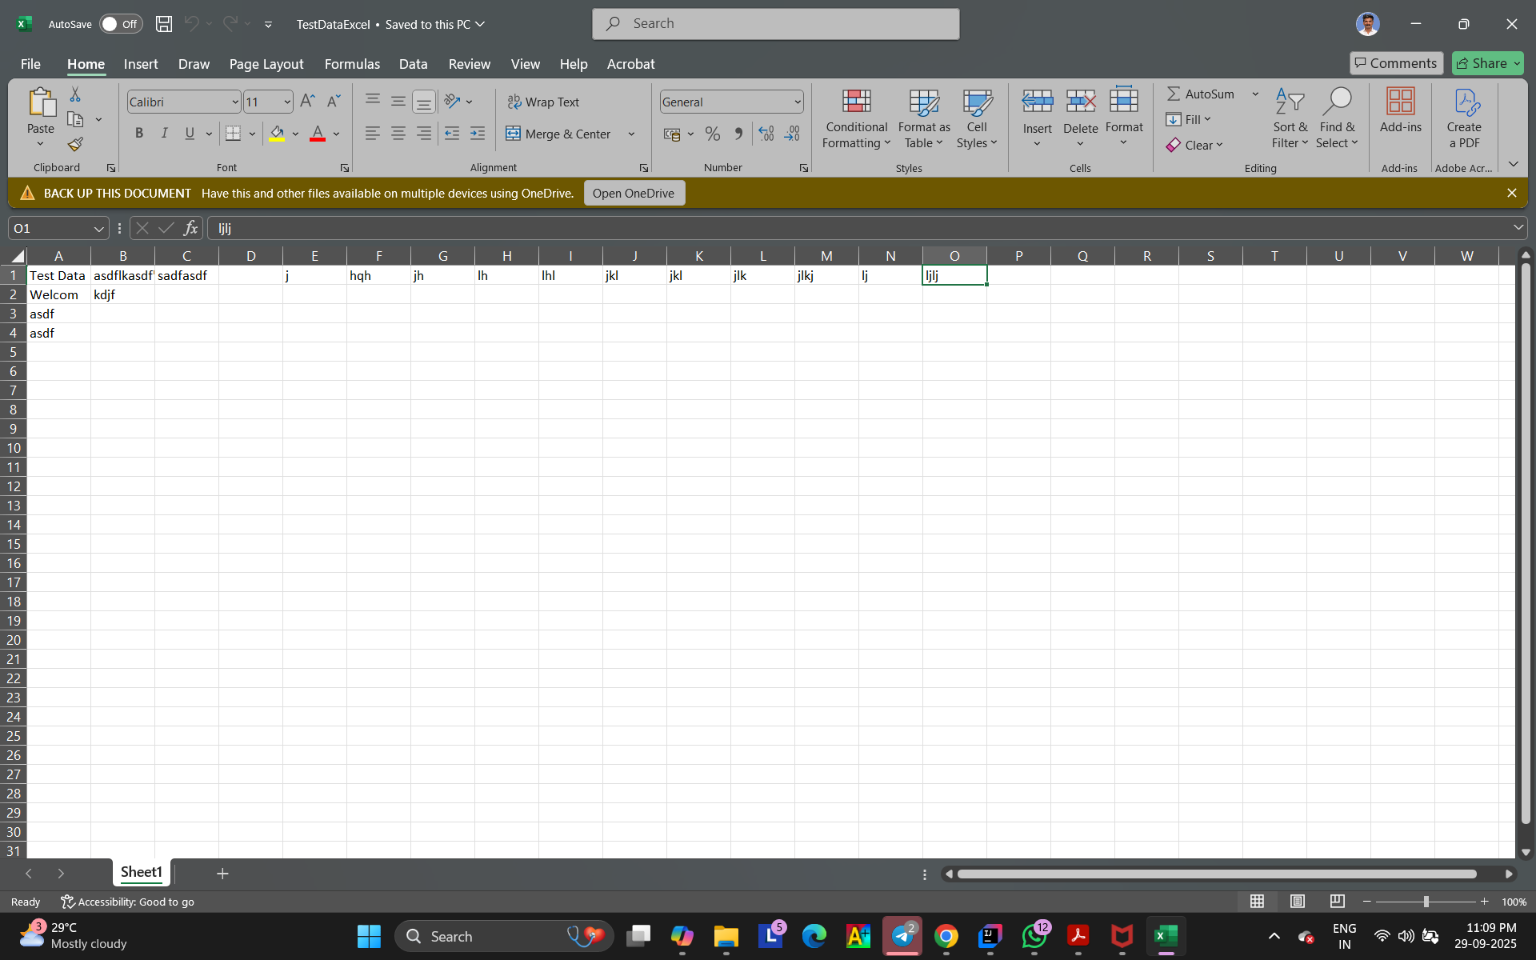 AutoSave Off TestDataExcel • Saved to this PC Search
File Home Insert Draw Page Layout Formulas Data Review View Help Acrobat Comments Share
Paste Calibri 11 Wrap Text General Conditional Formatting Format as Table Cell Styles Insert Delete Format AutoSum Sort & Filter Find & Select Add-ins Create a PDF
B I U Merge & Center % Fill
Clear
Clipboard Font Alignment Number Styles Cells Editing Add-ins Adobe Acr...
BACK UP THIS DOCUMENT Have this and other files available on multiple devices using OneDrive. Open OneDrive
O1 fx ljlj
A B C D E F G H I J K L M N O P Q R S T U V W
1 Test Data asdflkasdf sadfasdf j hqh jh lh lhl jkl jkl jlk jlkj lj ljlj
2 Welcom kdjf
3 asdf
4 asdf
5
6
7
8
9
10
11
12
13
14
15
16
17
18
19
20
21
22
23
24
25
26
27
28
29
30
31
Sheet1
Ready Accessibility: Good to go 100%
3 29°C Search 5 2 12 ENG 11:09 PM
Mostly cloudy IN 29-09-2025